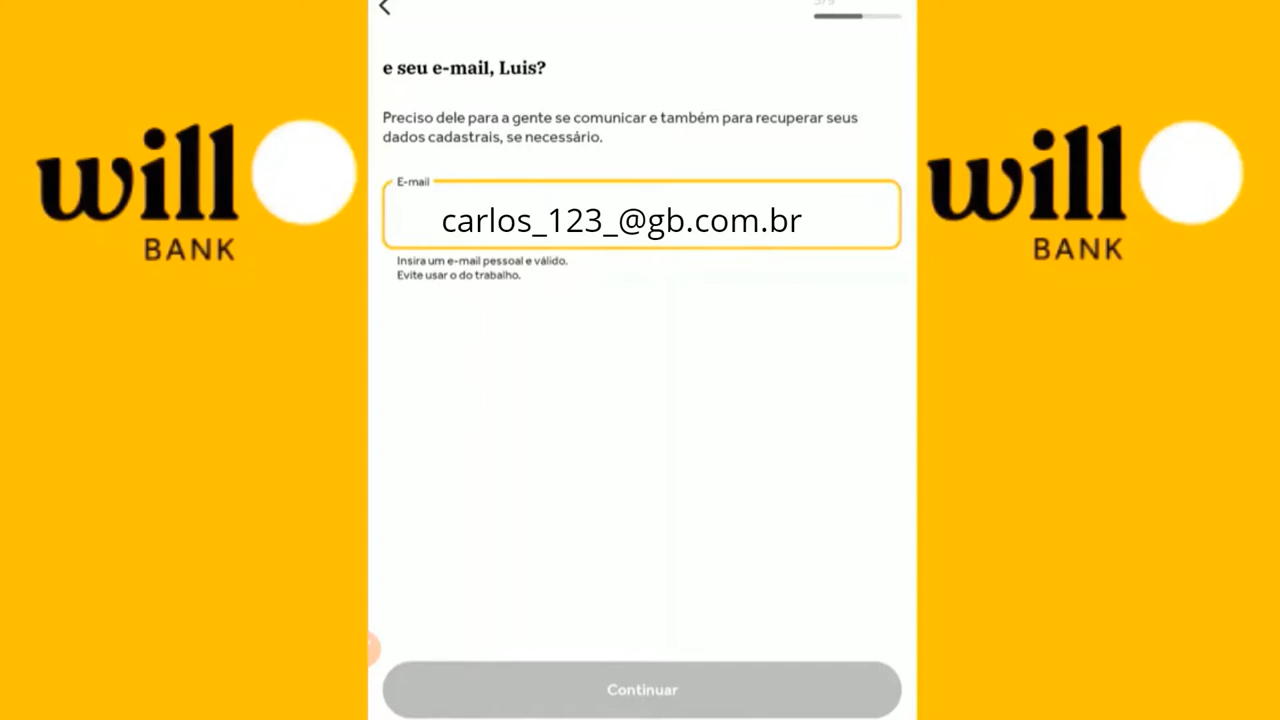 e seu e-mail, Luis?
Preciso dele para a gente se comunicar e também para recuperar seus
dados cadastrais, se necessário.
E-mail
carlos_123_@gb.com.br
Insira um e-mail pessoal e válido.
Evite usar o do trabalho.
Continuar
will
BANK
will
BANK